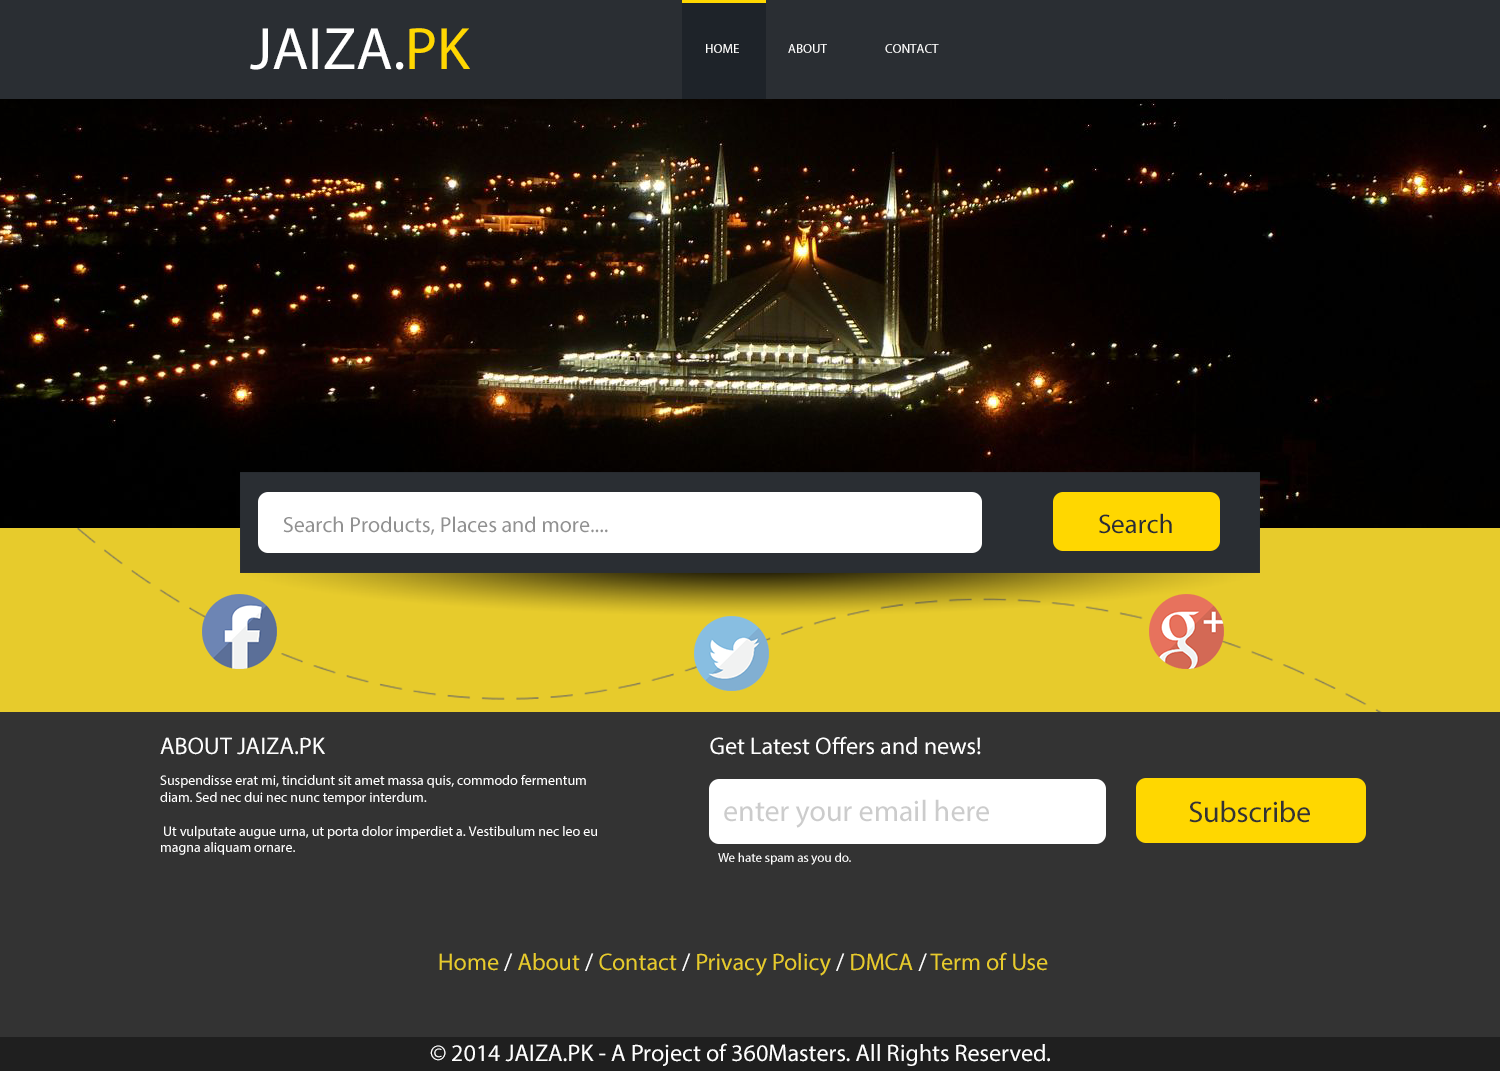 JAIZA.PK
HOME ABOUT CONTACT
Search Products, Places and more....
Search
f
g+
ABOUT JAIZA.PK
Suspendisse erat mi, tincidunt sit amet massa quis, commodo fermentum
diam. Sed nec dui nec nunc tempor interdum.
Ut vulputate augue urna, ut porta dolor imperdiet a. Vestibulum nec leo eu
magna aliquam ornare.
Get Latest Offers and news!
enter your email here
Subscribe
We hate spam as you do.
Home / About / Contact / Privacy Policy / DMCA / Term of Use
© 2014 JAIZA.PK - A Project of 360Masters. All Rights Reserved.